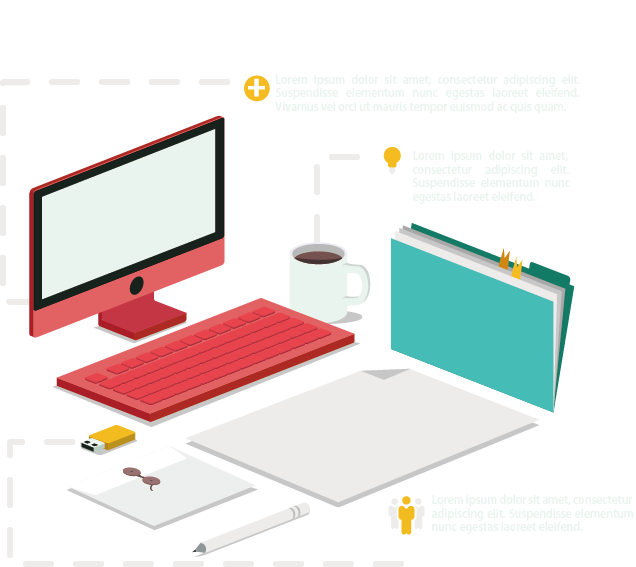 Lorem ipsum dolor sit amet, consectetur adipiscing elit.
Suspendisse elementum nunc egestas laoreet eleifend.
Vivamus vel orci ut mauris tempor euismod ac quis quam.
Lorem ipsum dolor sit amet,
consectetur adipiscing elit.
Suspendisse elementum nunc
egestas laoreet eleifend.
Lorem ipsum dolor sit amet, consectetur
adipiscing elit. Suspendisse elementum
nunc egestas laoreet eleifend.